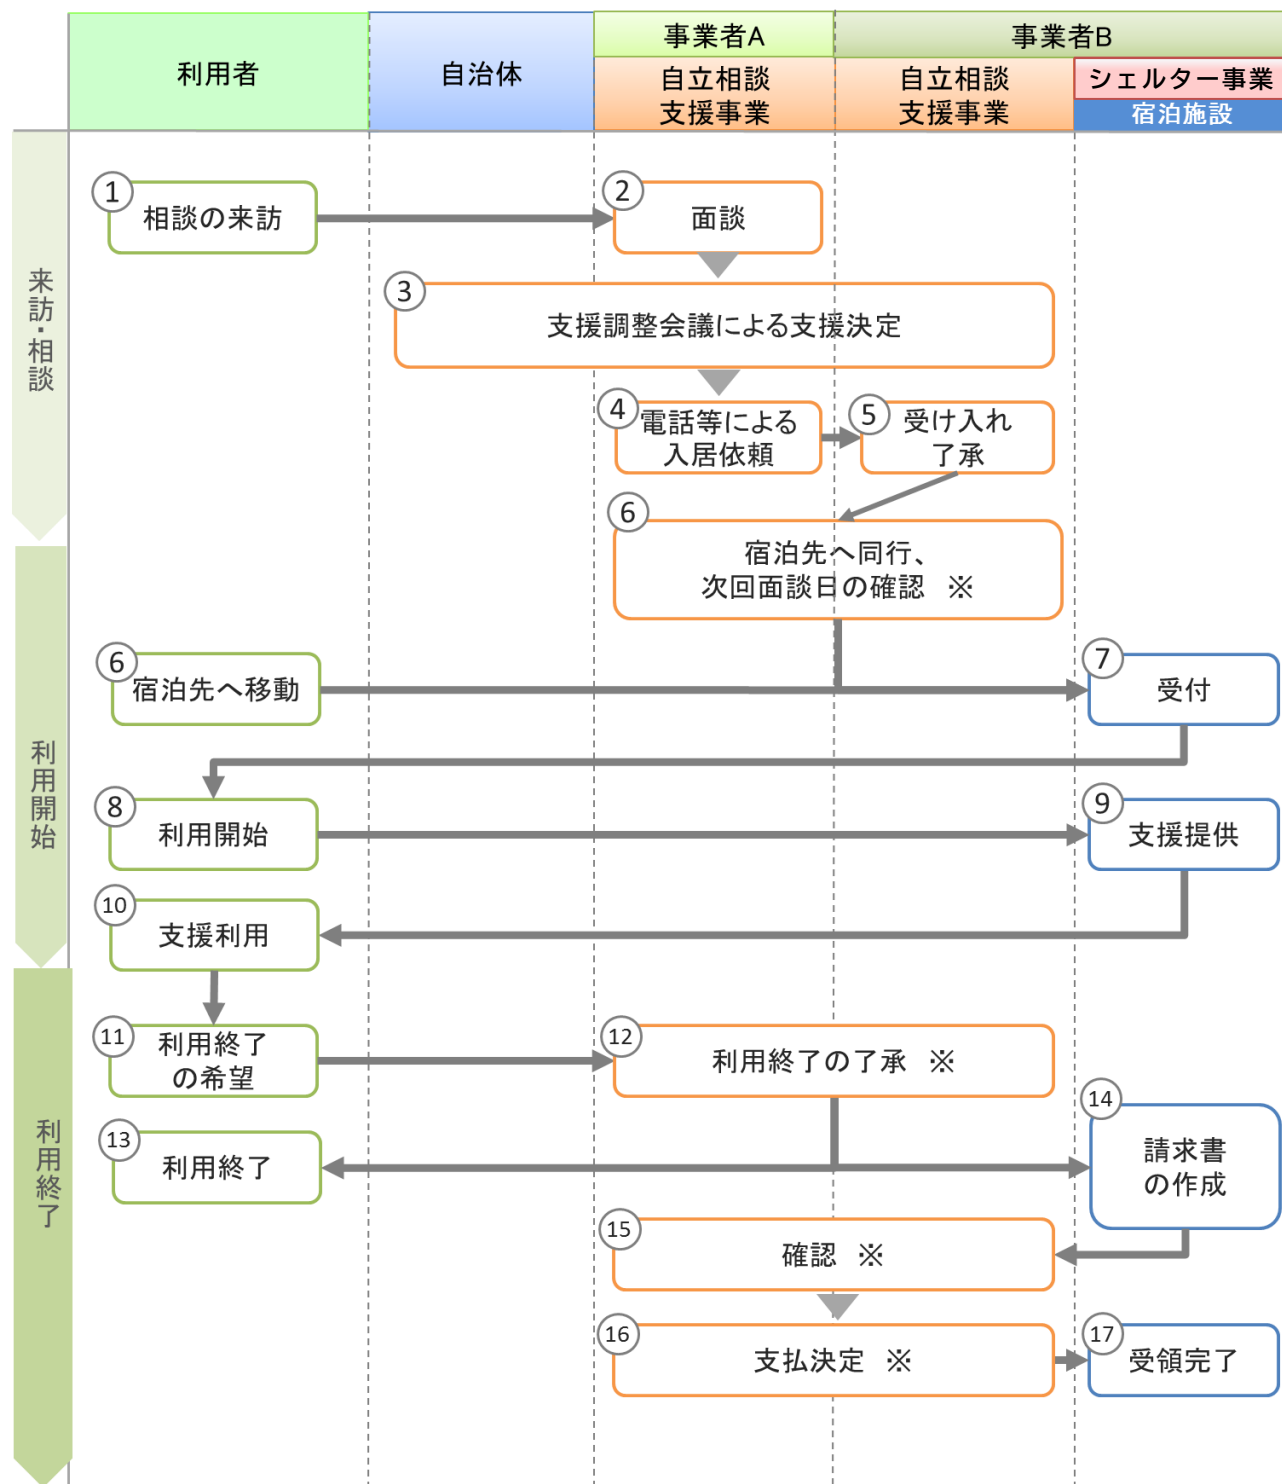 利用者
自治体
事業者A
事業者B
自立相談
支援事業
自立相談
支援事業
シェルター事業
宿泊施設
来訪・相談
① 相談の来訪
② 面談
③ 支援調整会議による支援決定
④ 電話等による
入居依頼
⑤ 受け入れ
了承
⑥ 宿泊先へ同行、
次回面談日の確認 ※
利用開始
⑥ 宿泊先へ移動
⑦ 受付
⑧ 利用開始
⑨ 支援提供
⑩ 支援利用
利用終了
⑪ 利用終了
の希望
⑫ 利用終了の了承 ※
⑬ 利用終了
⑭ 請求書
の作成
⑮ 確認 ※
⑯ 支払決定 ※
⑰ 受領完了